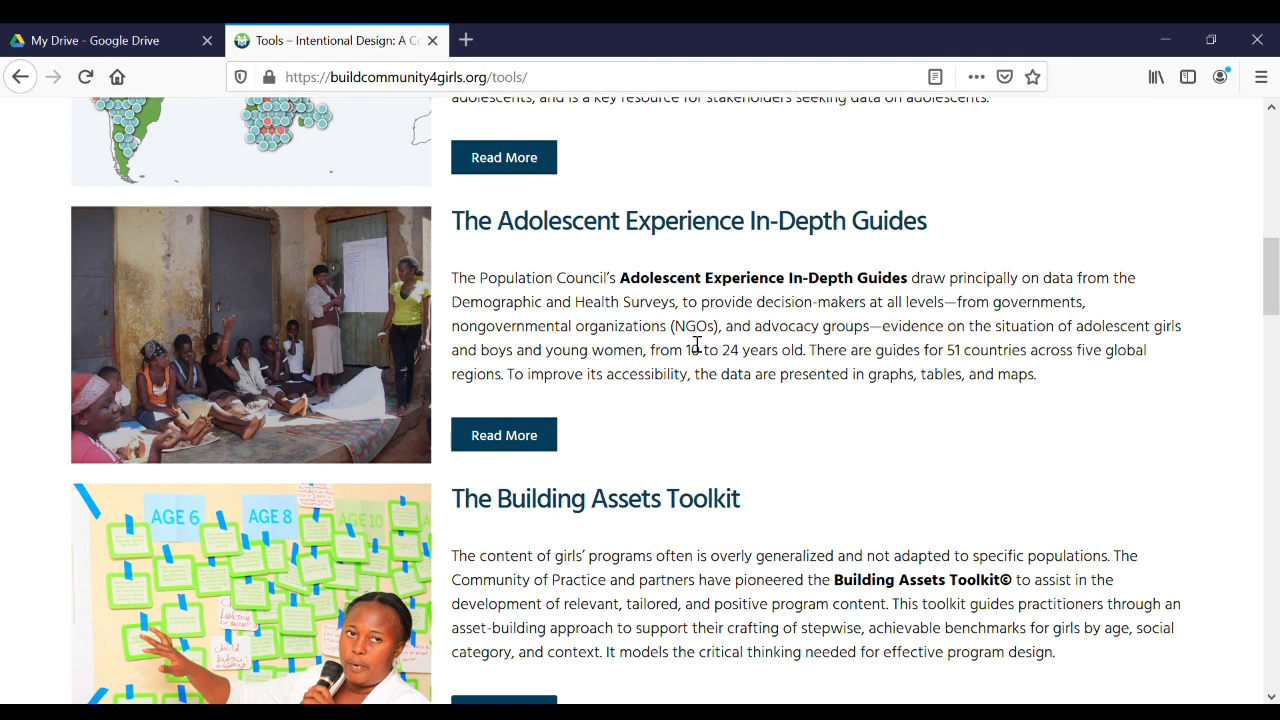 My Drive - Google Drive
Tools – Intentional Design: A Co
https://buildcommunity4girls.org/tools/
adolescents, and is a key resource for stakeholders seeking data on adolescents.
Read More
The Adolescent Experience In-Depth Guides
The Population Council’s Adolescent Experience In-Depth Guides draw principally on data from the
Demographic and Health Surveys, to provide decision-makers at all levels—from governments,
nongovernmental organizations (NGOs), and advocacy groups—evidence on the situation of adolescent girls
and boys and young women, from 10 to 24 years old. There are guides for 51 countries across five global
regions. To improve its accessibility, the data are presented in graphs, tables, and maps.
Read More
AGE 6
AGE 8
AGE 10
The Building Assets Toolkit
The content of girls’ programs often is overly generalized and not adapted to specific populations. The
Community of Practice and partners have pioneered the Building Assets Toolkit© to assist in the
development of relevant, tailored, and positive program content. This toolkit guides practitioners through an
asset-building approach to support their crafting of stepwise, achievable benchmarks for girls by age, social
category, and context. It models the critical thinking needed for effective program design.